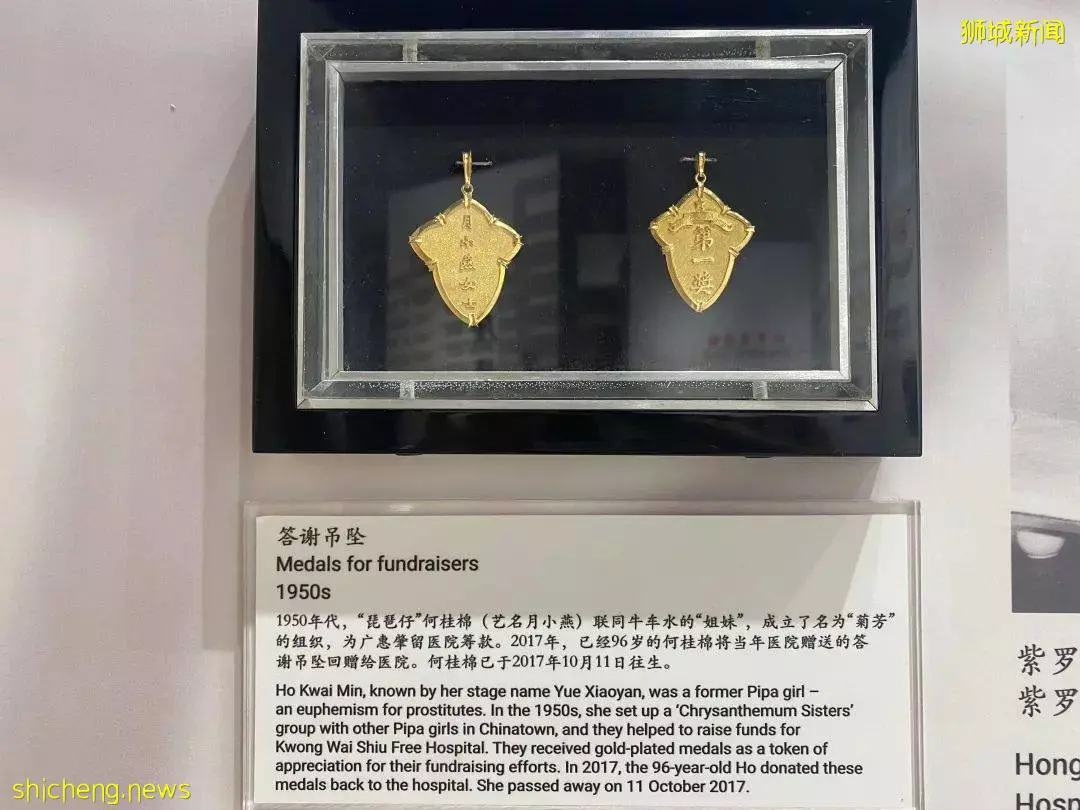 狮城新闻
月小燕女士
第一奖
答谢吊坠
Medals for fundraisers
1950s
1950年代，“琵琶仔”何桂棉（艺名月小燕）联同牛车水的“姐妹”，成立了名为“菊芳”
的组织，为广惠肇留医院筹款。2017年，已经96岁的何桂棉将当年医院赠送的答
谢吊坠回赠给医院。何桂棉已于2017年10月11日往生。
Ho Kwai Min, known by her stage name Yue Xiaoyan, was a former Pipa girl –
an euphemism for prostitutes. In the 1950s, she set up a ‘Chrysanthemum Sisters’
group with other Pipa girls in Chinatown, and they helped to raise funds for
Kwong Wai Shiu Free Hospital. They received gold-plated medals as a token of
appreciation for their fundraising efforts. In 2017, the 96-year-old Ho donated these
medals back to the hospital. She passed away on 11 October 2017.
紫罗
紫罗
Hong
Hosp
shicheng.news